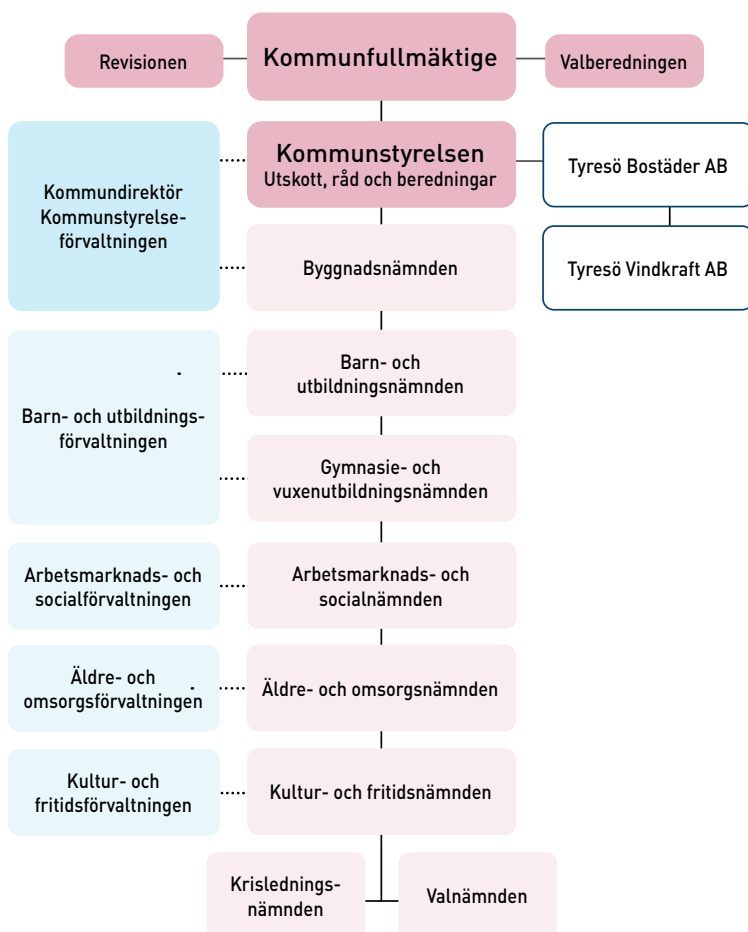 Revisionen
Kommunfullmäktige
Valberedningen
Kommundirektör
Kommunstyrelse-
förvaltningen
Kommunstyrelsen
Utskott, råd och beredningar
Tyresö Bostäder AB
Byggnadsnämnden
Tyresö Vindkraft AB
Barn- och utbildnings-
förvaltningen
Barn- och
utbildningsnämnden
Gymnasie- och
vuxenutbildningsnämnden
Arbetsmarknads- och
socialförvaltningen
Arbetsmarknads- och
socialnämnden
Äldre- och
omsorgsförvaltningen
Äldre- och omsorgsnämnden
Kultur- och
fritidsförvaltningen
Kultur- och fritidsnämnden
Krislednings-
nämnden
Valnämnden